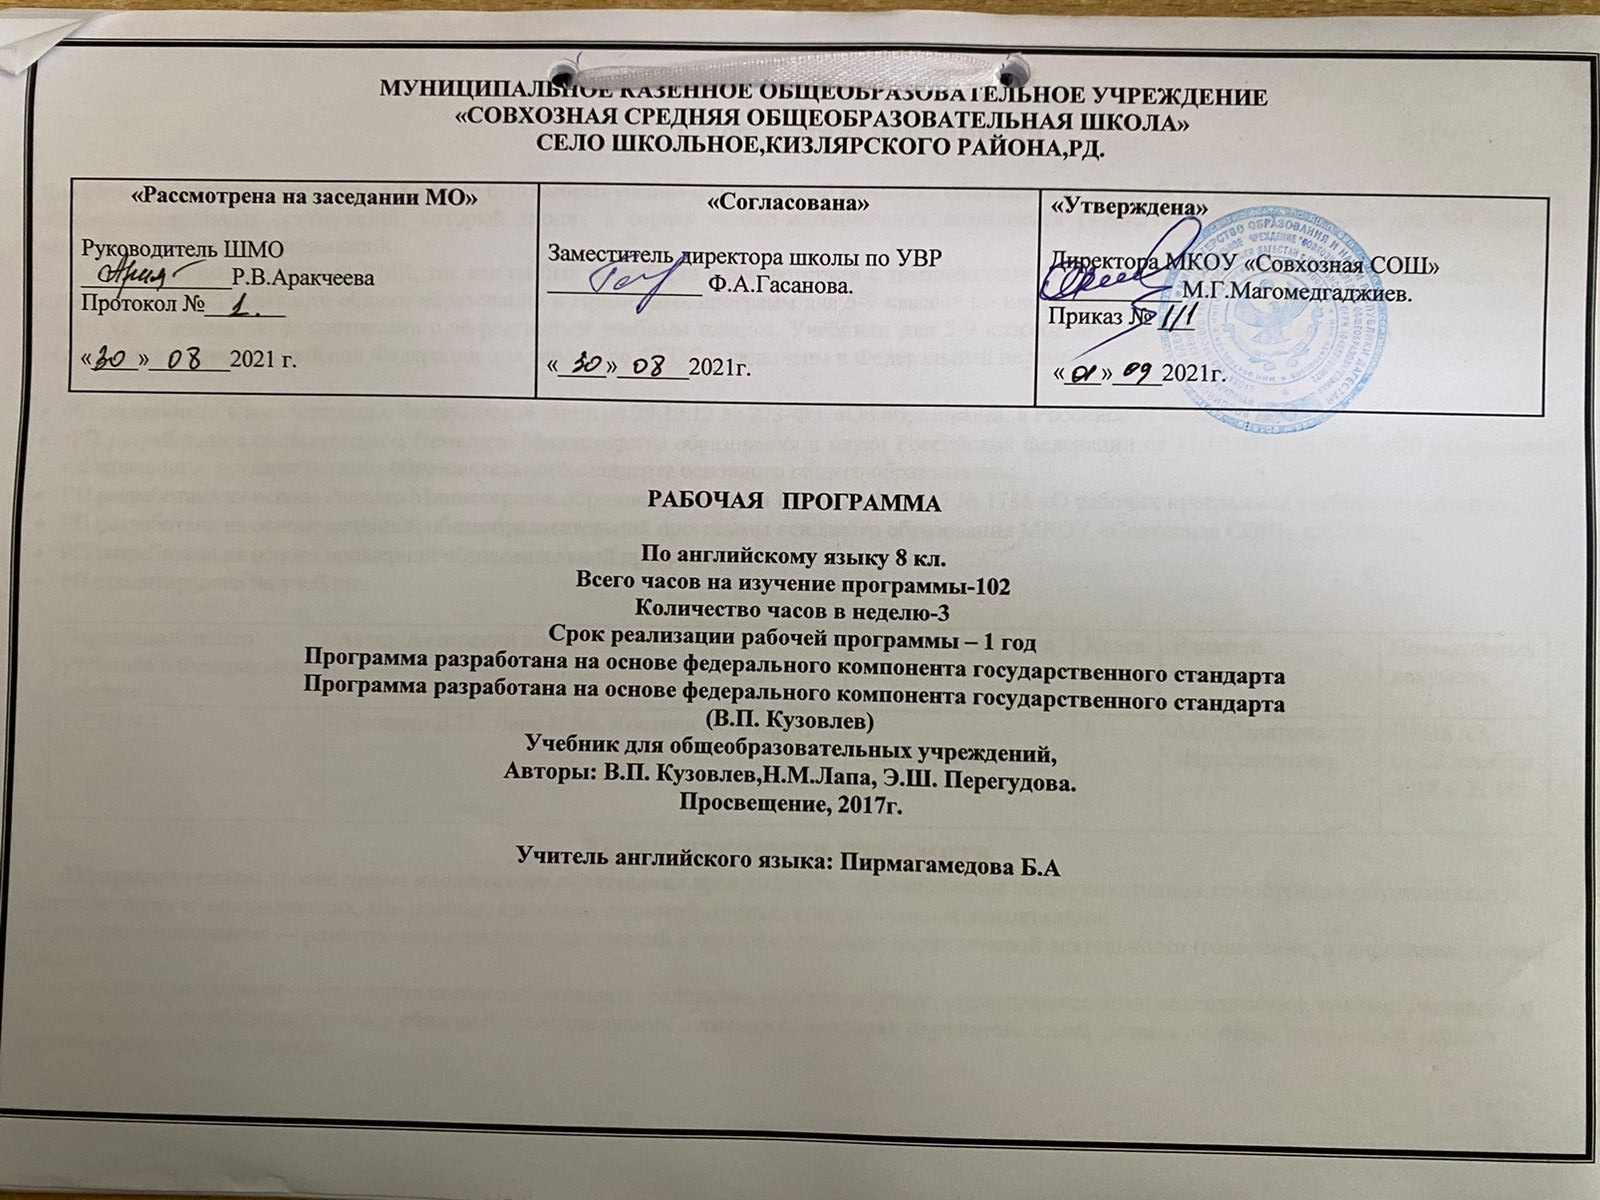 МУНИЦИПАЛЬНОЕ КАЗЕННОЕ ОБЩЕОБРАЗОВАТЕЛЬНОЕ УЧРЕЖДЕНИЕ
«СОВХОЗНАЯ СРЕДНЯЯ ОБЩЕОБРАЗОВАТЕЛЬНАЯ ШКОЛА»
СЕЛО ШКОЛЬНОЕ,КИЗЛЯРСКОГО РАЙОНА,РД.
«Рассмотрена на заседании МО»
Руководитель ШМО
____________Р.В.Аракчеева
Протокол № 1.
«30» 08 2021 г.
«Согласована»
Заместитель директора школы по УВР
____________ Ф.А.Гасанова.
«30» 08 2021г.
«Утверждена»
Директора МКОУ «Совхозная СОШ»
____________М.Г.Магомедгаджиев.
Приказ № 1/1
«01» 09 2021г.
РАБОЧАЯ ПРОГРАММА
По английскому языку 8 кл.
Всего часов на изучение программы-102
Количество часов в неделю-3
Срок реализации рабочей программы – 1 год
Программа разработана на основе федерального компонента государственного стандарта
Программа разработана на основе федерального компонента государственного стандарта
(В.П. Кузовлев)
Учебник для общеобразовательных учреждений,
Авторы: В.П. Кузовлев,Н.М.Лапа, Э.Ш. Перегудова.
Просвещение, 2017г.
Учитель английского языка: Пирмагамедова Б.А